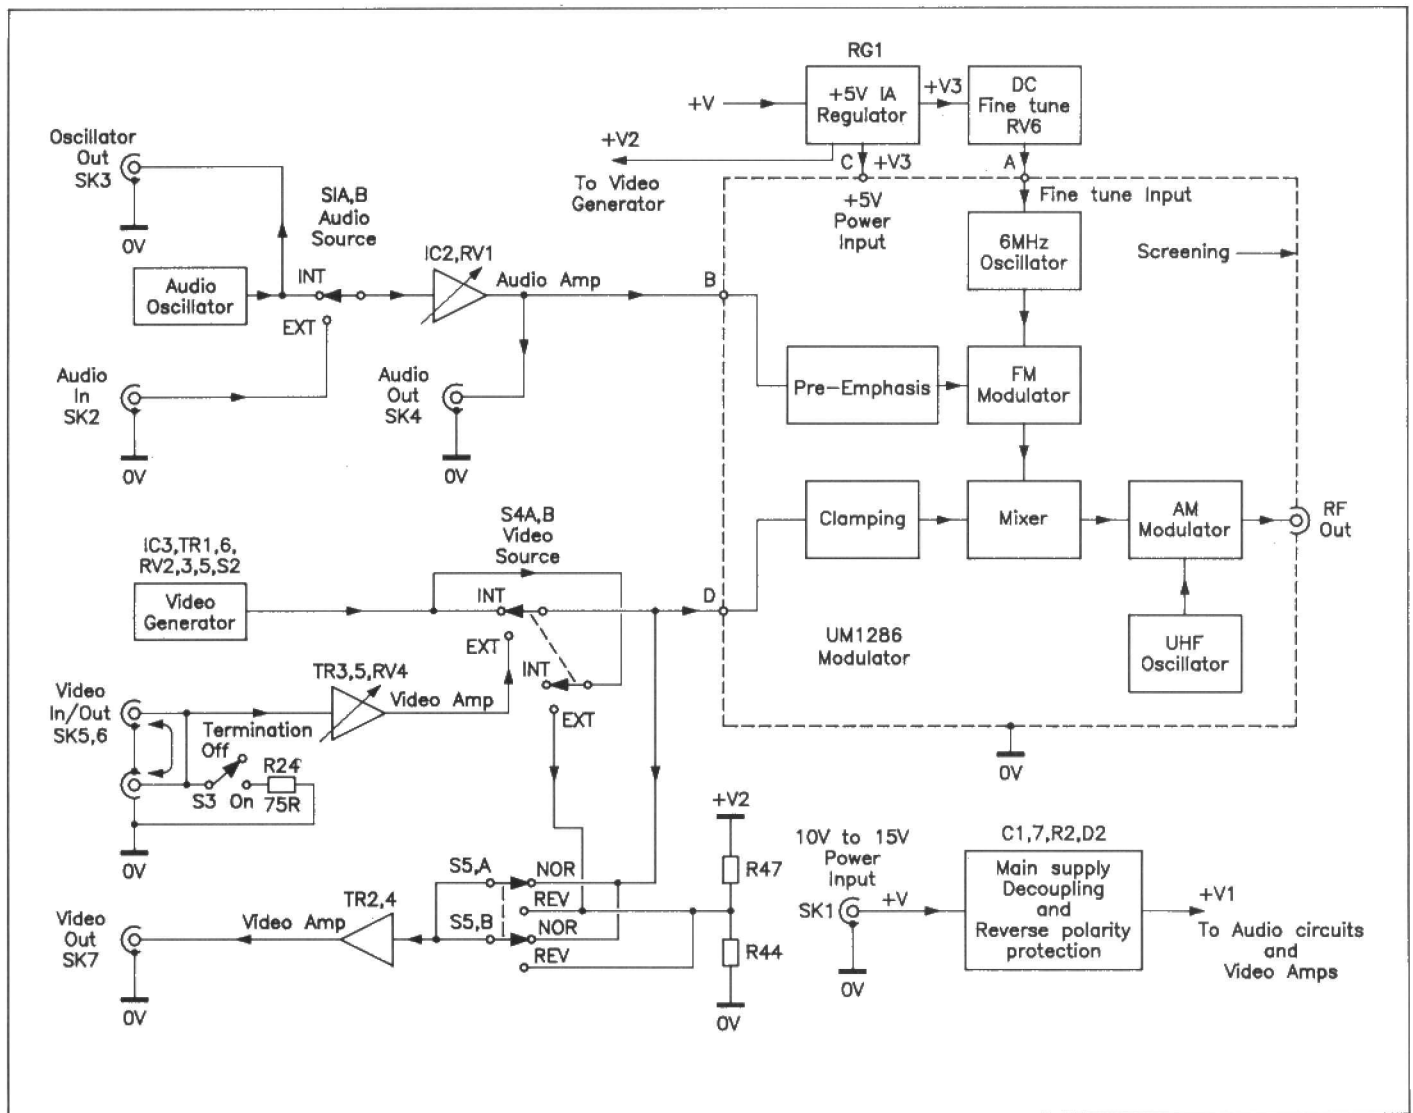 RG1
+5V IA
Regulator
+V
+V3
DC
Fine tune
RV6
+V2
To Video
Generator
C
+V3
A
+5V
Power
Input
Fine tune Input
6MHz
Oscillator
Screening
Oscillator
Out
SK3
0V
SIA,B
Audio
Source
Audio
Oscillator
INT
EXT
IC2,RV1
Audio Amp
B
Audio
In
SK2
0V
Audio
Out
SK4
0V
Pre-Emphasis
FM
Modulator
Clamping
Mixer
AM
Modulator
RF
Out
UHF
Oscillator
UM1286
Modulator
0V
IC3,TR1,6,
RV2,3,5,S2
Video
Generator
S4A,B
Video
Source
INT
EXT
D
INT
EXT
Video
In/Out
SK5,6
TR3,5,RV4
Video Amp
Termination
Off
S3
On
R24
75R
0V
+V2
R47
R44
0V
S5,A
NOR
REV
S5,B
NOR
REV
TR2,4
Video Amp
Video
Out
SK7
0V
10V to 15V
Power
Input
SK1
+V
0V
C1,7,R2,D2
Main supply
Decoupling
and
Reverse polarity
protection
+V1
To Audio circuits
and
Video Amps